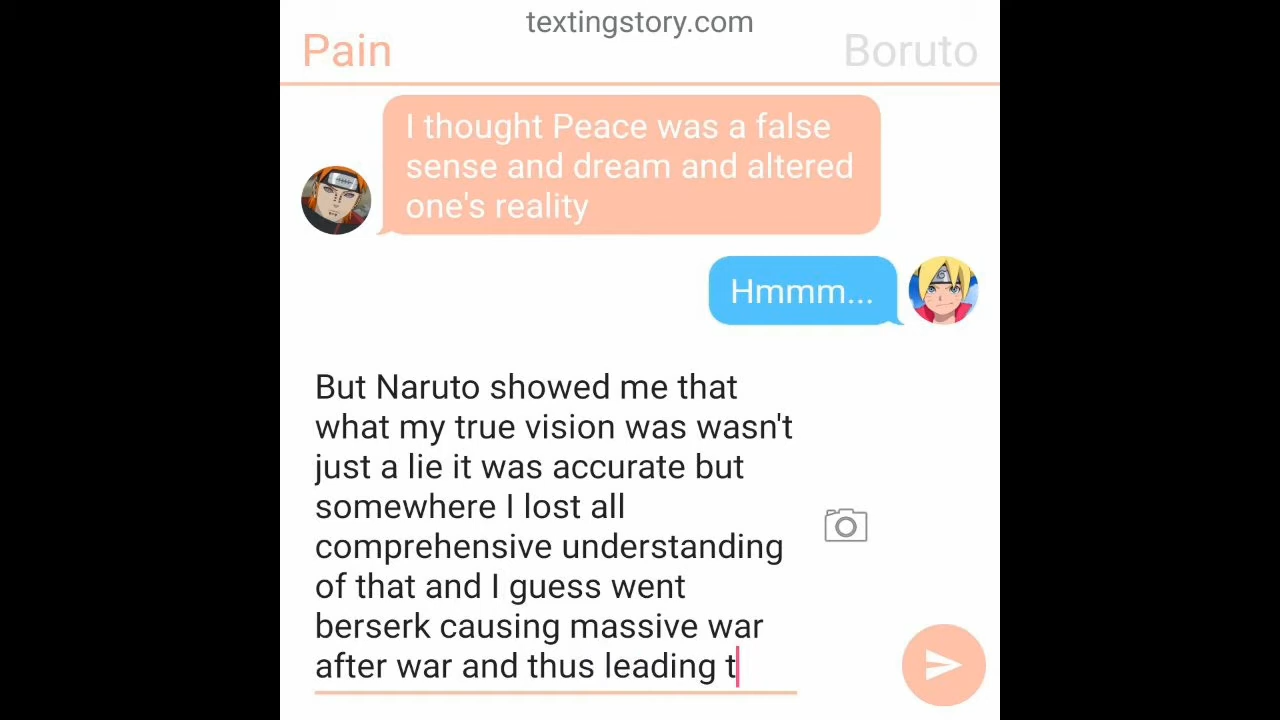 textingstory.com
Pain
Boruto
I thought Peace was a false
sense and dream and altered
one's reality
Hmmm...
But Naruto showed me that
what my true vision was wasn't
just a lie it was accurate but
somewhere I lost all
comprehensive understanding
of that and I guess went
berserk causing massive war
after war and thus leading t